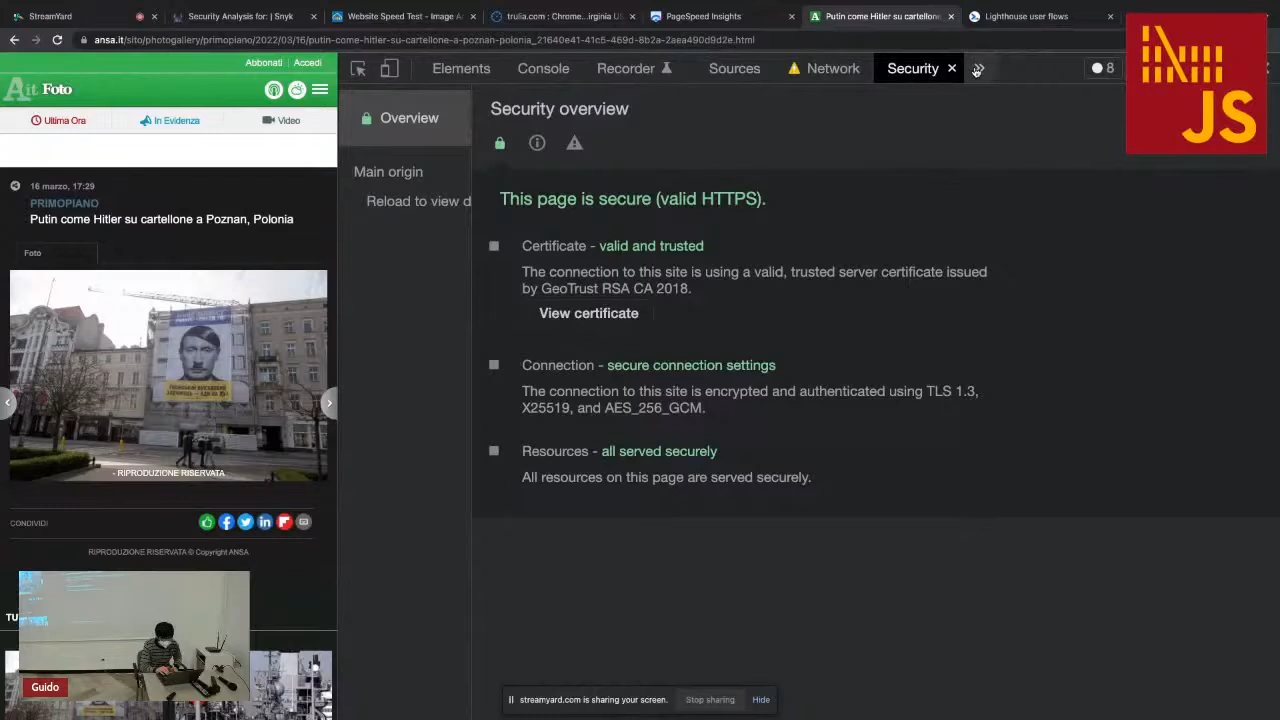 StreamYard
Security Analysis for: | Snyk
Website Speed Test - Image A
trulia.com : Chrome...irginia US
PageSpeed Insights
Putin come Hitler su cartellone
Lighthouse user flows
ansa.it/sito/photogallery/primopiano/2022/03/16/putin-come-hitler-su-cartellone-a-poznan-polonia_21640e41-41c5-469d-8b2a-2aea490d9d2e.html
Abbonati Accedi
A.it Foto
Ultima Ora In Evidenza Video
16 marzo, 17:29
PRIMOPIANO
Putin come Hitler su cartellone a Poznan, Polonia
Foto
- RIPRODUZIONE RISERVATA
CONDIVIDI
RIPRODUZIONE RISERVATA © Copyright ANSA
TU
Guido
Elements Console Recorder Sources Network Security 8
Overview
Main origin
Reload to view d
Security overview
This page is secure (valid HTTPS).
Certificate - valid and trusted
The connection to this site is using a valid, trusted server certificate issued
by GeoTrust RSA CA 2018.
View certificate
Connection - secure connection settings
The connection to this site is encrypted and authenticated using TLS 1.3,
X25519, and AES_256_GCM.
Resources - all served securely
All resources on this page are served securely.
streamyard.com is sharing your screen. Stop sharing Hide
JS